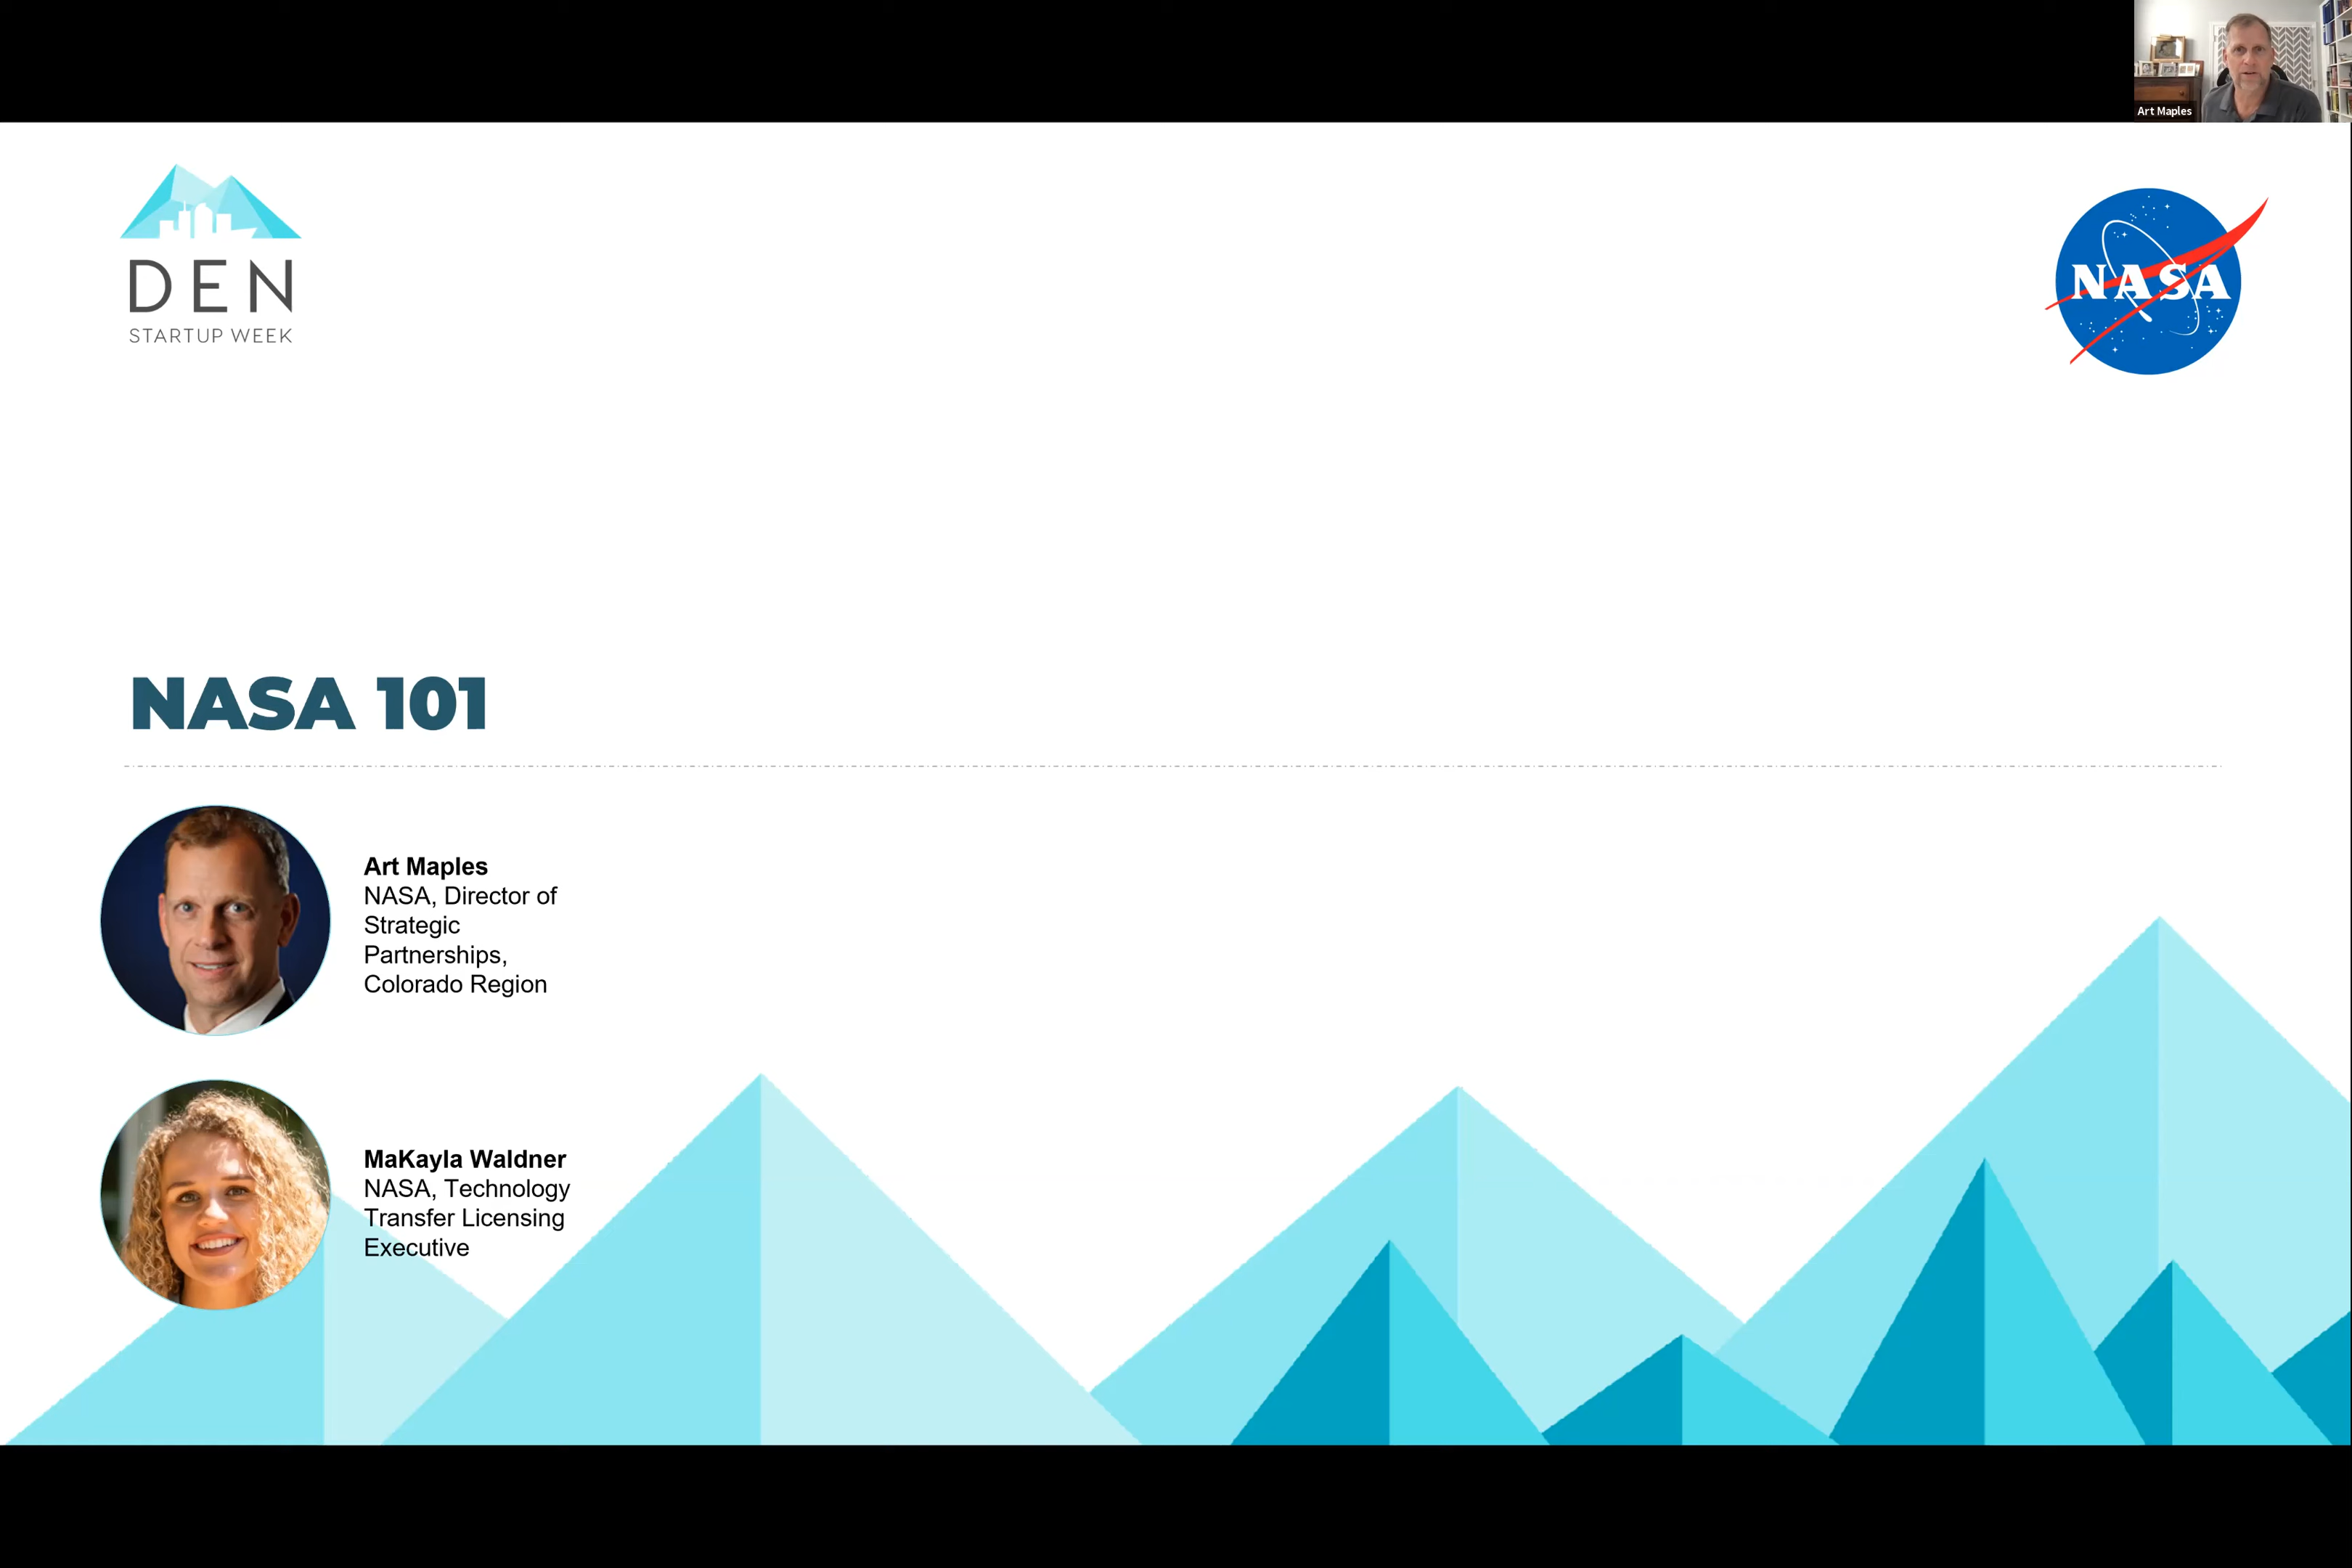 Art Maples
DEN
STARTUP WEEK
NASA
NASA 101
Art Maples
NASA, Director of
Strategic
Partnerships,
Colorado Region
MaKayla Waldner
NASA, Technology
Transfer Licensing
Executive